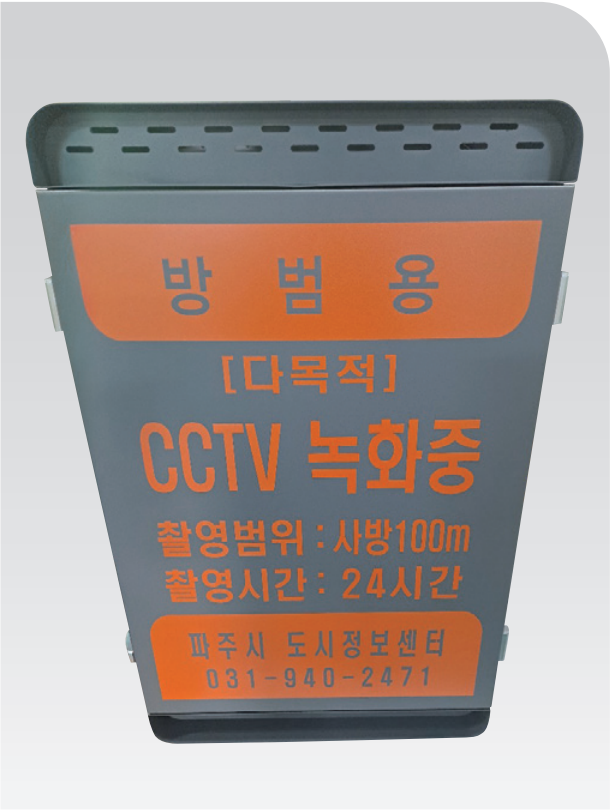 방 범 용
[다목적]
CCTV 녹화중
촬영범위 : 사방100m
촬영시간 : 24시간
파주시 도시정보센터
031-940-2471